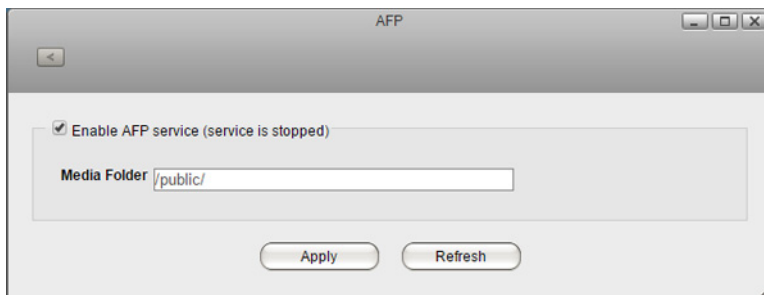 AFP
<
Enable AFP service (service is stopped)
Media Folder /public/
Apply Refresh